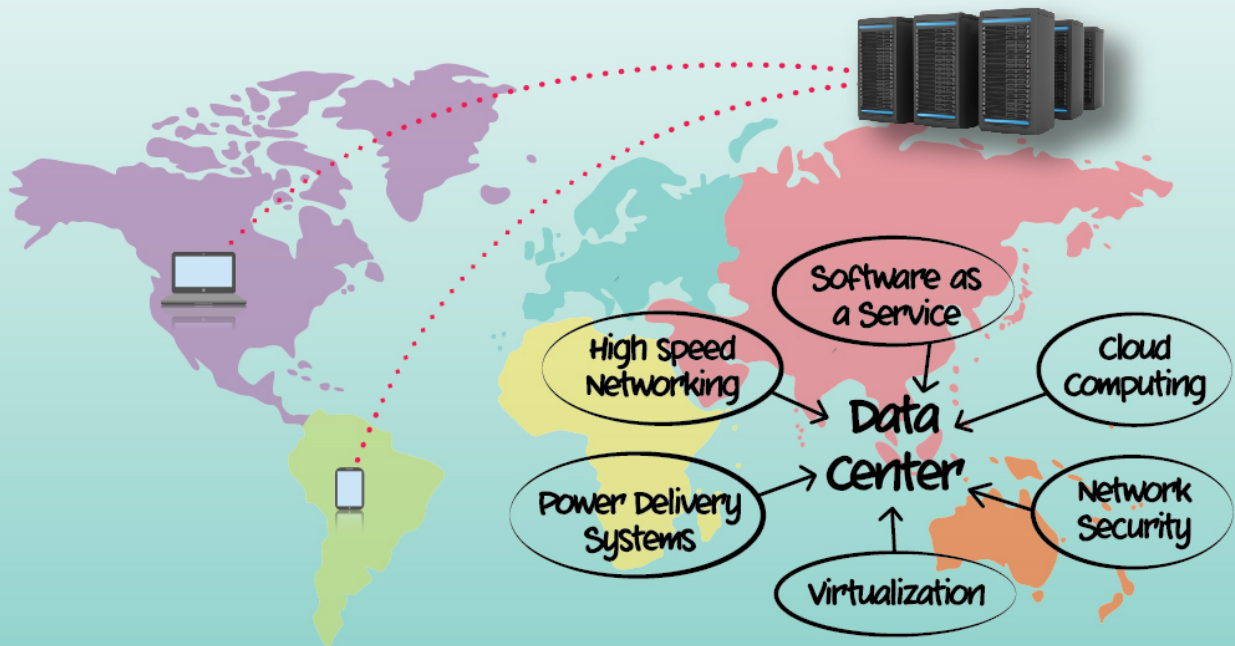 Software as
a Service
High Speed
Networking
Cloud
Computing
Data
Center
Power Delivery
Systems
Network
Security
Virtualization